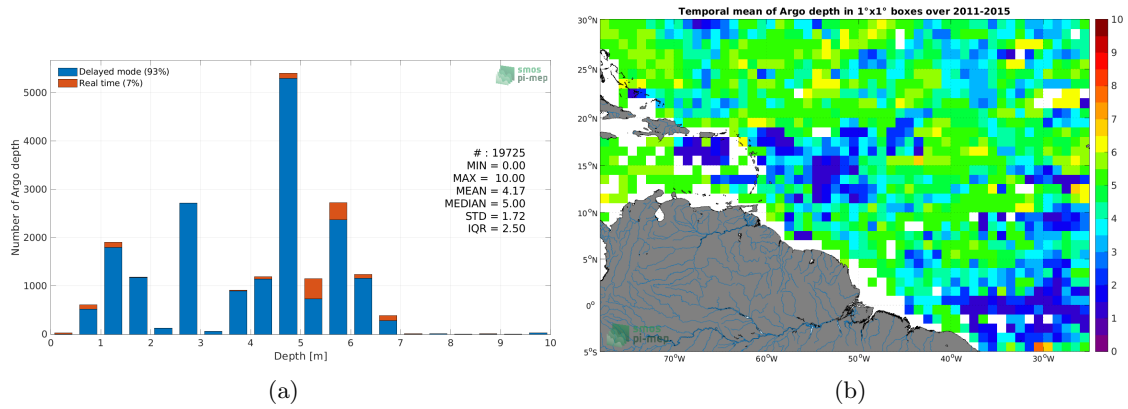 Delayed mode (93%)
Real time (7%)
smos
pi-mep
5000
4000
3000
2000
1000
0
Number of Argo depth
# : 19725
MIN = 0.00
MAX = 10.00
MEAN = 4.17
MEDIAN = 5.00
STD = 1.72
IQR = 2.50
0 1 2 3 4 5 6 7 8 9 10
Depth [m]
(a)
Temporal mean of Argo depth in 1°x1° boxes over 2011-2015
30°N
25°N
20°N
15°N
10°N
5°N
0°
5°S
70°W 60°W 50°W 40°W 30°W
smos
pi-mep
10
9
8
7
6
5
4
3
2
1
0
(b)